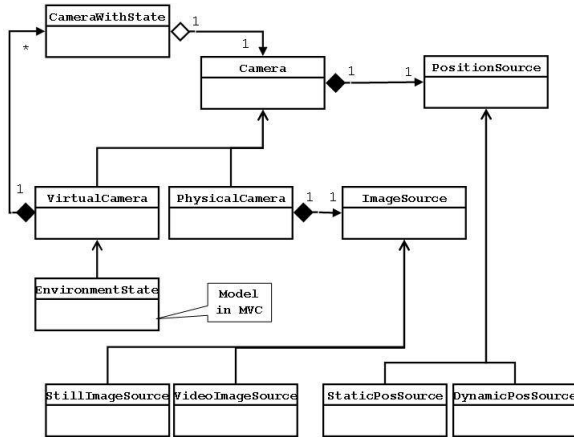 CameraWithState
1
1
*
Camera
1
1
PositionSource
1
VirtualCamera
PhysicalCamera
1
1
ImageSource
EnvironmentState
Model
in MVC
StillImageSource
VideoImageSource
StaticPosSource
DynamicPosSource